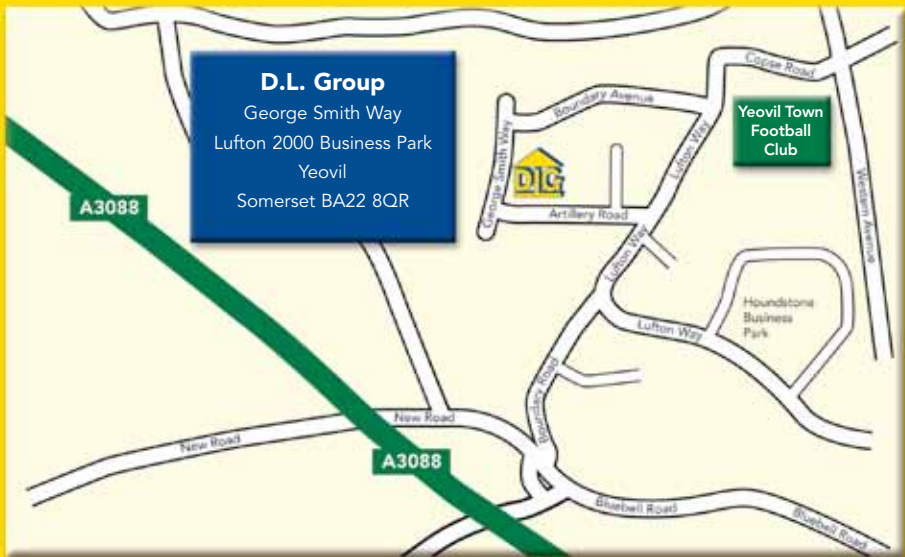 D.L. Group
George Smith Way
Lufton 2000 Business Park
Yeovil
Somerset BA22 8QR
Copse Road
Boundary Avenue
Yeovil Town
Football
Club
George Smith Way
DLG
Lufton Way
Western Avenue
Artillery Road
A3088
Lufton Way
Houndstone
Business
Park
Lufton Way
Boundary Road
New Road
New Road
A3088
Bluebell Road
Bluebell Road